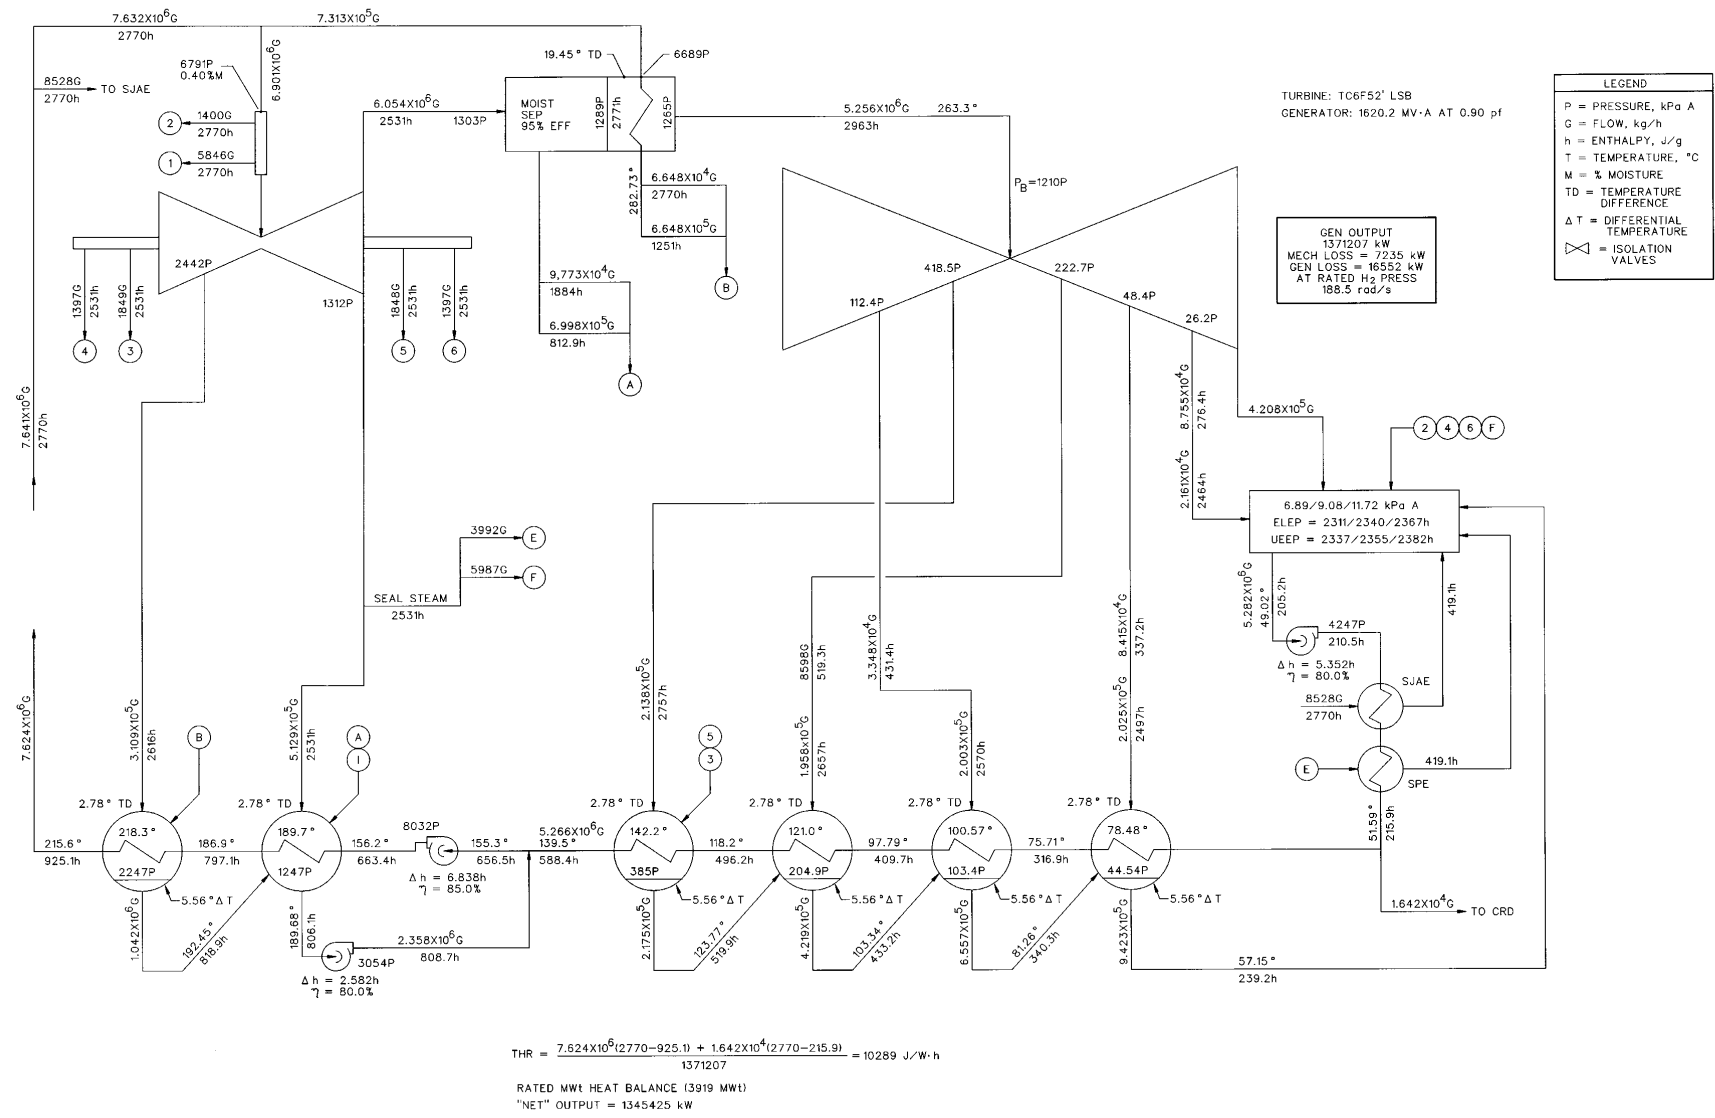 7.632X10⁶G
2770h
7.313X10⁵G
6.901X10⁶G
6791P
0.40%M
8528G
2770h
TO SJAE
2
1400G
2770h
1
5846G
2770h
19.45° TD
6689P
6.054X10⁶G
2531h
1303P
MOIST
SEP
95% EFF
1289P
2771h
1265P
5.256X10⁶G
263.3°
2963h
282.73°
6.648X10⁴G
2770h
6.648X10⁵G
1251h
B
9,773X10⁴G
1884h
6.998X10⁵G
812.9h
A
TURBINE: TC6F52' LSB
GENERATOR: 1620.2 MV·A AT 0.90 pf
LEGEND
P = PRESSURE, kPa A
G = FLOW, kg/h
h = ENTHALPY, J/g
T = TEMPERATURE, °C
M = % MOISTURE
TD = TEMPERATURE
DIFFERENCE
Δ T = DIFFERENTIAL
TEMPERATURE
= ISOLATION
VALVES
GEN OUTPUT
1371207 kW
MECH LOSS = 7235 kW
GEN LOSS = 16552 kW
AT RATED H₂ PRESS
188.5 rad/s
2442P
1312P
1397G
2531h
4
1849G
2531h
3
1848G
2531h
5
1397G
2531h
6
P_B=1210P
418.5P
222.7P
112.4P
48.4P
26.2P
7.641X10⁶G
2770h
8.755X10⁴G
276.4h
2.161X10⁴G
2464h
4.208X10⁵G
2
4
6
F
6.89/9.08/11.72 kPa A
ELEP = 2311/2340/2367h
UEEP = 2337/2355/2382h
3992G
E
5987G
F
SEAL STEAM
2531h
5.282X10⁶G
49.02°
205.2h
4247P
210.5h
Δ h = 5.352h
η = 80.0%
419.1h
SJAE
8528G
2770h
E
419.1h
SPE
51.59°
215.9h
7.624X10⁶G
3.109X10⁵G
2616h
B
5.129X10⁵G
2531h
A
1
2.138X10⁵G
2757h
5
3
8598G
519.3h
1.958X10⁵G
2657h
3.348X10⁴G
431.4h
2.003X10⁵G
2570h
8.415X10⁴G
337.2h
2.025X10⁵G
2497h
2.78° TD
2.78° TD
2.78° TD
2.78° TD
2.78° TD
2.78° TD
215.6°
925.1h
218.3°
2247P
186.9°
797.1h
189.7°
1247P
156.2°
663.4h
8032P
155.3°
656.5h
Δ h = 6.838h
η = 85.0%
5.266X10⁶G
139.5°
588.4h
142.2°
385P
118.2°
496.2h
121.0°
204.9P
97.79°
409.7h
100.57°
103.4P
75.71°
316.9h
78.48°
44.54P
5.56°Δ T
5.56°Δ T
5.56°Δ T
5.56°Δ T
5.56°Δ T
1.042X10⁶G
192.45°
818.9h
189.68°
806.1h
2.358X10⁶G
808.7h
3054P
Δ h = 2.582h
η = 80.0%
2.175X10⁵G
123.77°
519.9h
4.219X10⁵G
103.34°
433.2h
6.557X10⁵G
81.26°
340.3h
9.423X10⁵G
57.15°
239.2h
1.642X10⁴G
TO CRD
THR = 7.624X10⁶(2770-925.1) + 1.642X10⁴(2770-215.9) / 1371207 = 10289 J/W·h
RATED MWt HEAT BALANCE (3919 MWt)
"NET" OUTPUT = 1345425 kW